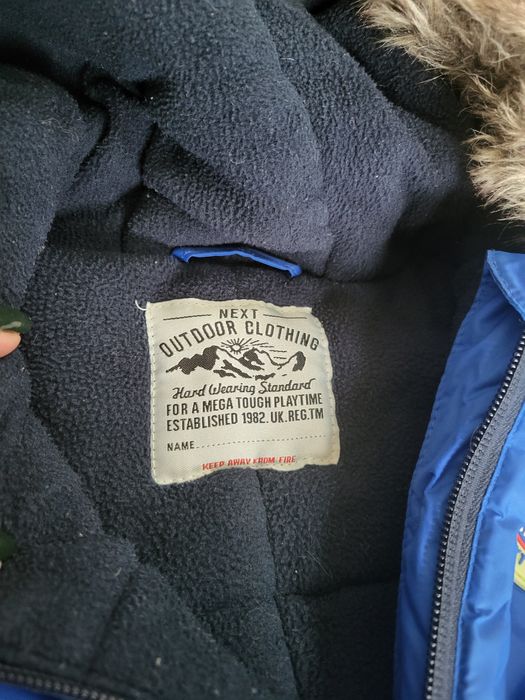 NEXT
OUTDOOR CLOTHING
Hard Wearing Standard
FOR A MEGA TOUGH PLAYTIME
ESTABLISHED 1982. UK. REG.TM
NAME..............................
KEEP AWAY FROM FIRE